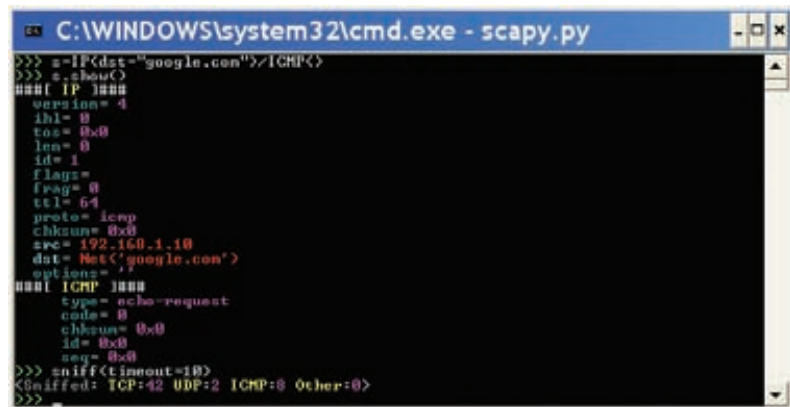 C:\WINDOWS\system32\cmd.exe - scapy.py
>>> s=IP(dst="google.com")/ICMP()
>>> s.show()
###[ IP ]###
version= 4
ihl= 0
tos= 0x0
len= 0
id= 1
flags=
frag= 0
ttl= 64
proto= icmp
chksum= 0x0
src= 192.168.1.10
dst= Net('google.com')
options= ''
###[ ICMP ]###
type= echo-request
code= 0
chksum= 0x0
id= 0x0
seq= 0x0
>>> sniff(timeout=10)
<Sniffed: TCP:42 UDP:2 ICMP:8 Other:0>
>>> _